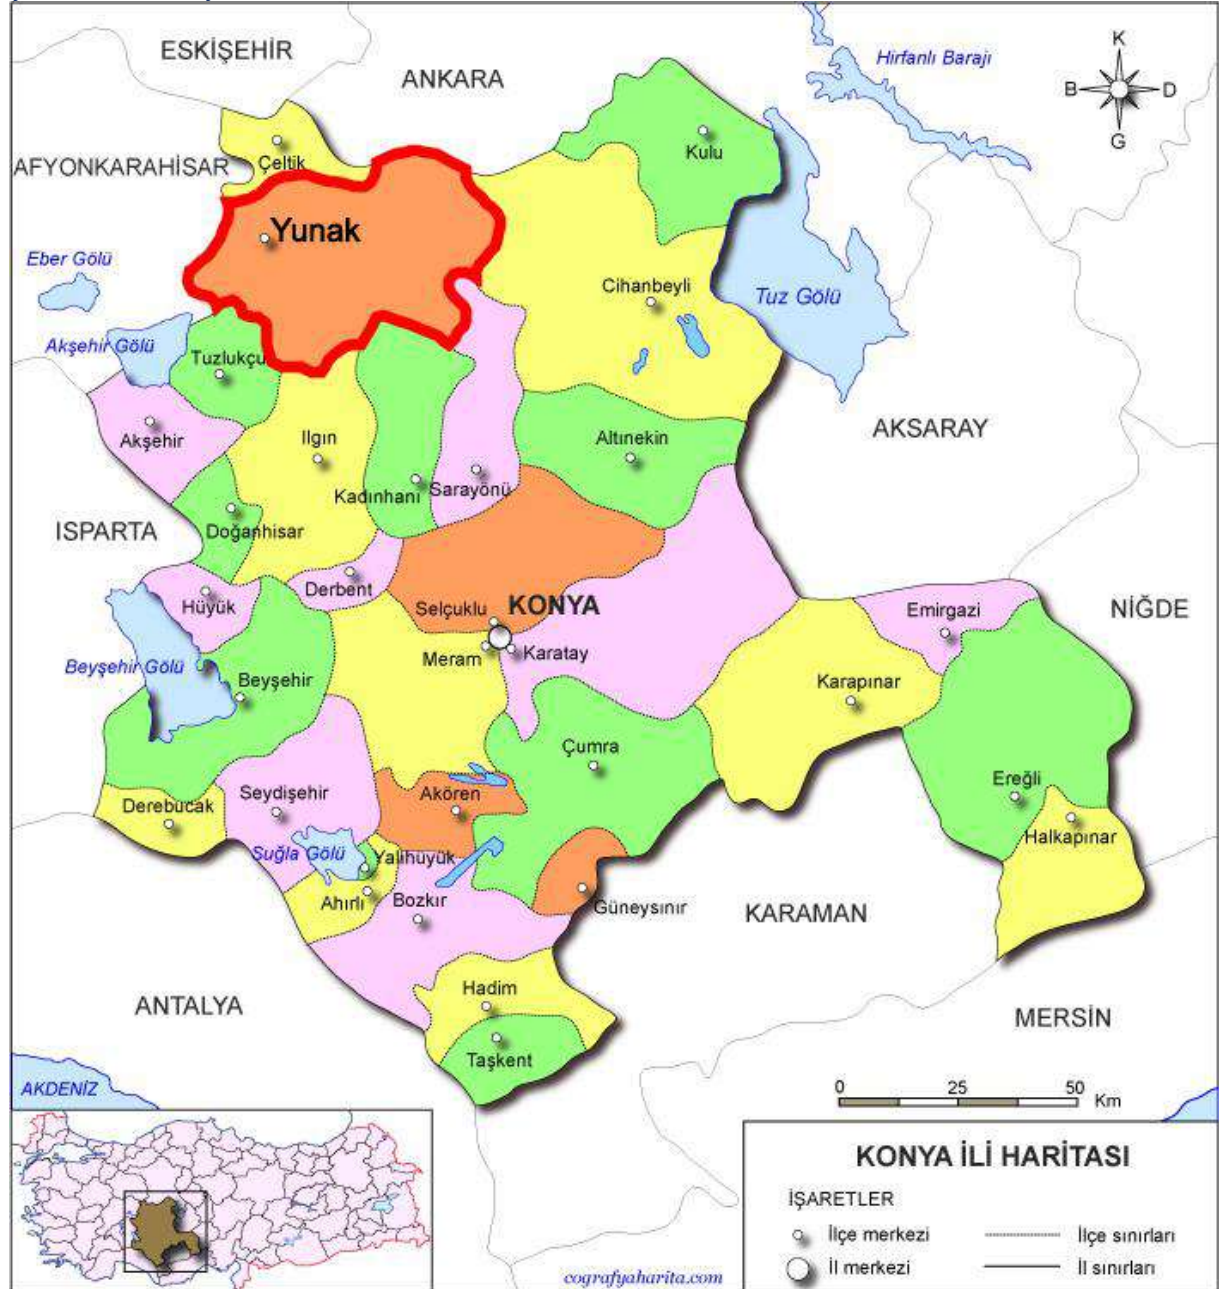 ESKİŞEHİR
ANKARA
Hirfanlı Barajı
K
B
D
G
AFYONKARAHİSAR
Çeltik
Kulu
Yunak
Eber Gölü
Cihanbeyli
Tuz Gölü
Akşehir Gölü
Tuzlukçu
Akşehir
Ilgın
Altınekin
AKSARAY
Kadınhanı
Sarayönü
ISPARTA
Doğanhisar
Derbent
Hüyük
Selçuklu
KONYA
Emirgazi
NİĞDE
Meram
Karatay
Beyşehir Gölü
Beyşehir
Karapınar
Çumra
Ereğli
Derebucak
Seydişehir
Akören
Halkapınar
Suğla Gölü
Yalıhüyük
Ahırlı
Bozkır
Güneysınır
KARAMAN
Hadim
ANTALYA
MERSİN
Taşkent
AKDENİZ
0 25 50 Km
KONYA İLİ HARİTASI
İŞARETLER
İlçe merkezi
İlçe sınırları
İl merkezi
İl sınırları
cografyaharita.com